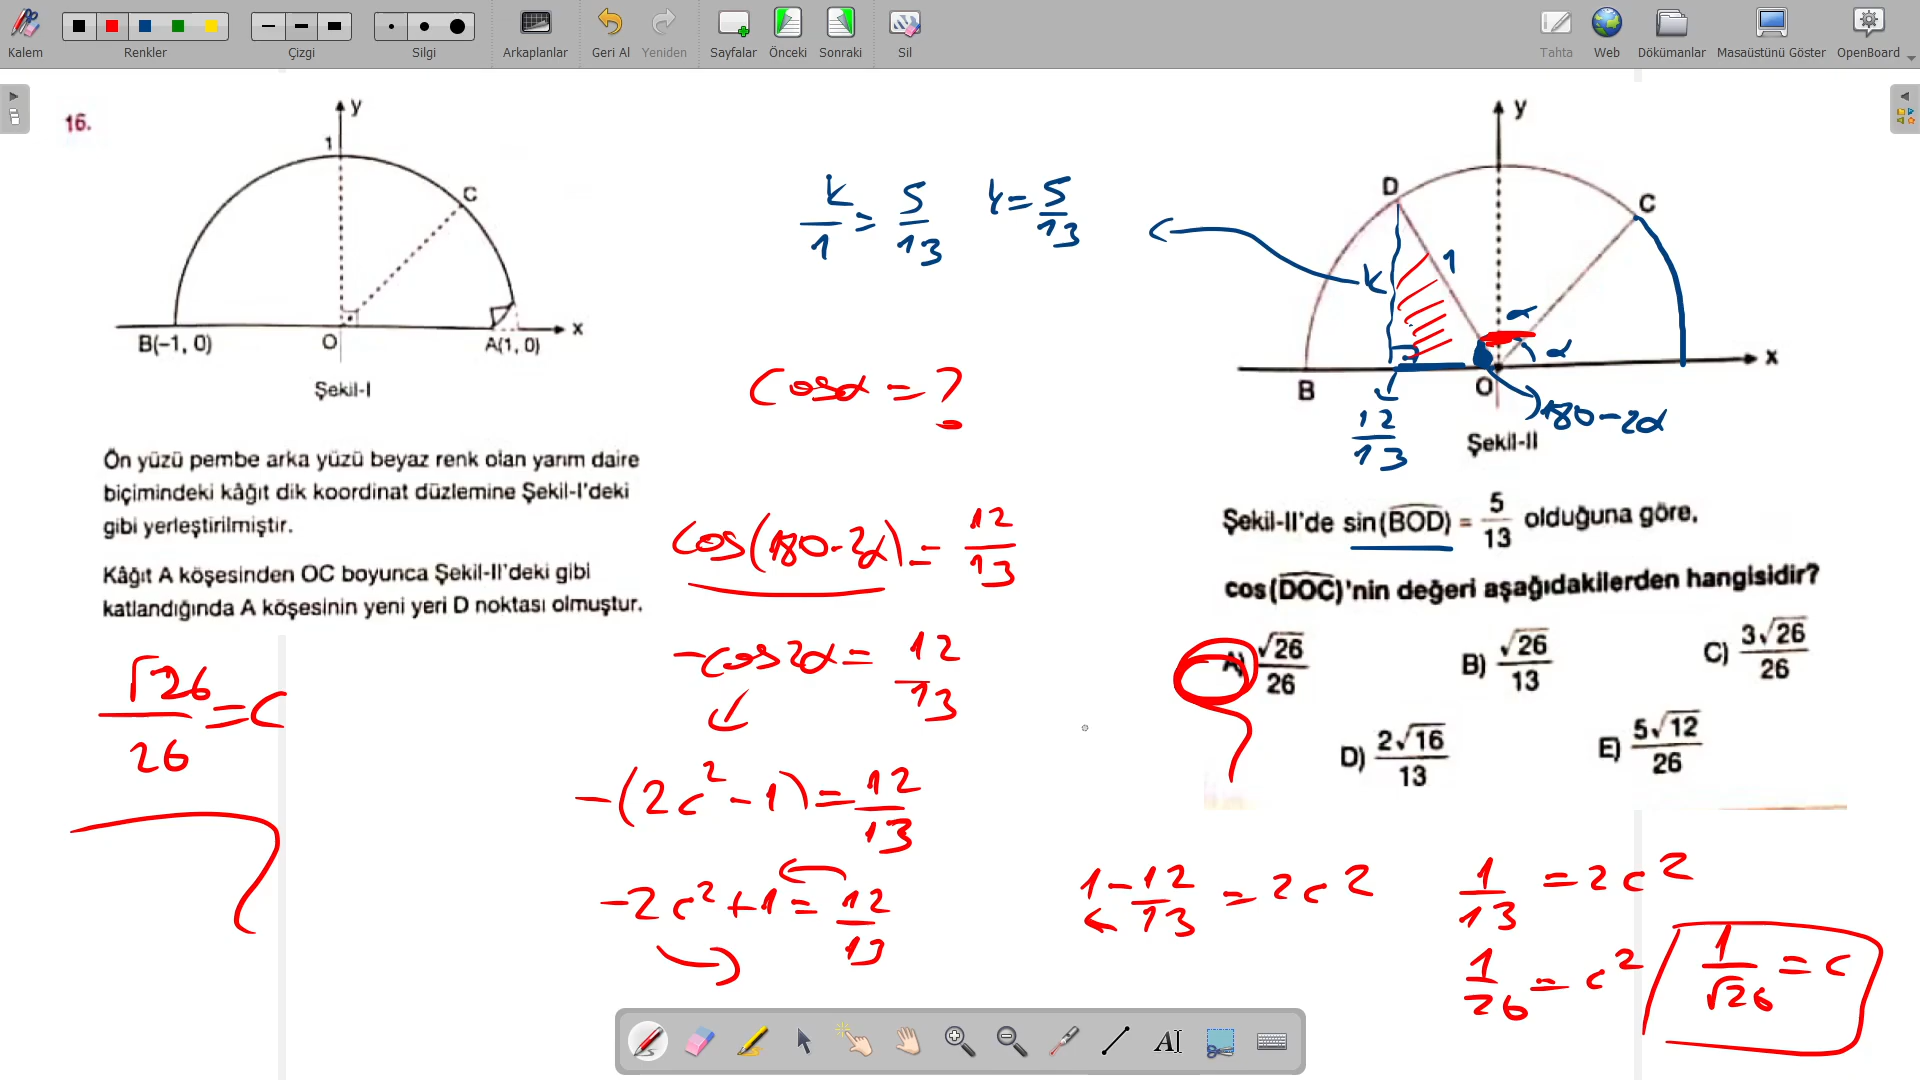 Kalem
Renkler
Çizgi
Silgi
Arkaplanlar
Geri Al
Yeniden
Sayfalar
Önceki
Sonraki
Sil
Tahta
Web
Dökümanlar
Masaüstünü Göster
OpenBoard
16.
y
1
C
B(−1, 0)
O
A(1, 0)
x
Şekil-I
Ön yüzü pembe arka yüzü beyaz renk olan yarım daire
biçimindeki kâğıt dik koordinat düzlemine Şekil-I'deki
gibi yerleştirilmiştir.
Kâğıt A köşesinden OC boyunca Şekil-II'deki gibi
katlandığında A köşesinin yeni yeri D noktası olmuştur.
√26/26 = c
k/1 = 5/13 k = 5/13
cosα = ?
cos(180-2α) = 12/13
-cos2α = 12/13
-(2c²-1) = 12/13
-2c²+1 = 12/13
y
D
C
k
1
α
α
x
B
O
12/13
180-2α
Şekil-II
Şekil-II'de sin(BOD) = 5/13 olduğuna göre,
cos(DOC)'nin değeri aşağıdakilerden hangisidir?
A) √26/26 B) √26/13 C) 3√26/26
D) 2√16/13 E) 5√12/26
1-12/13 = 2c² 1/13 = 2c²
1/26 = c² 1/√26 = c